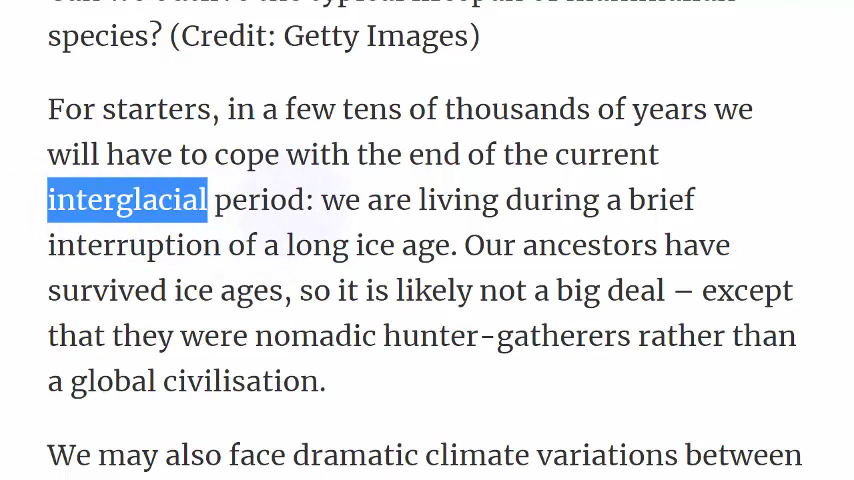 species? (Credit: Getty Images)
For starters, in a few tens of thousands of years we
will have to cope with the end of the current
interglacial period: we are living during a brief
interruption of a long ice age. Our ancestors have
survived ice ages, so it is likely not a big deal – except
that they were nomadic hunter-gatherers rather than
a global civilisation.
We may also face dramatic climate variations between